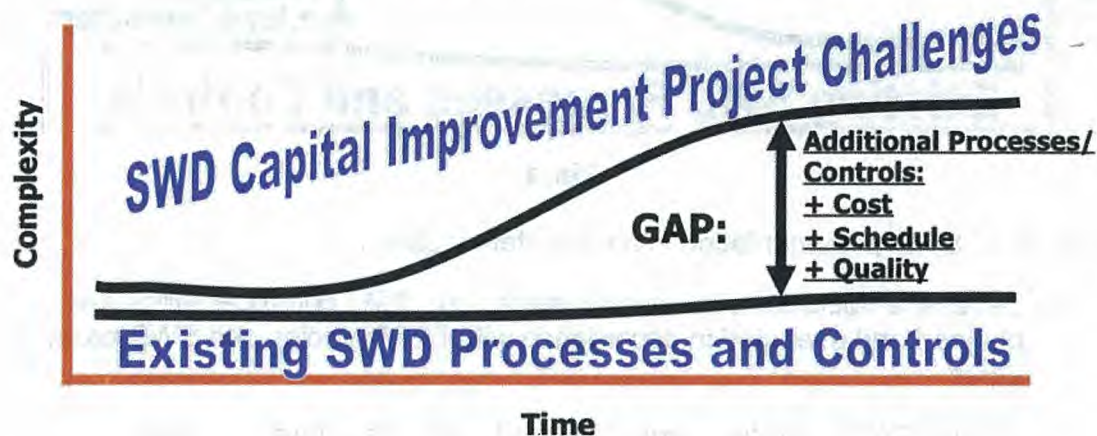 SWD Capital Improvement Project Challenges
Complexity
GAP:
Additional Processes/
Controls:
+ Cost
+ Schedule
+ Quality
Existing SWD Processes and Controls
Time